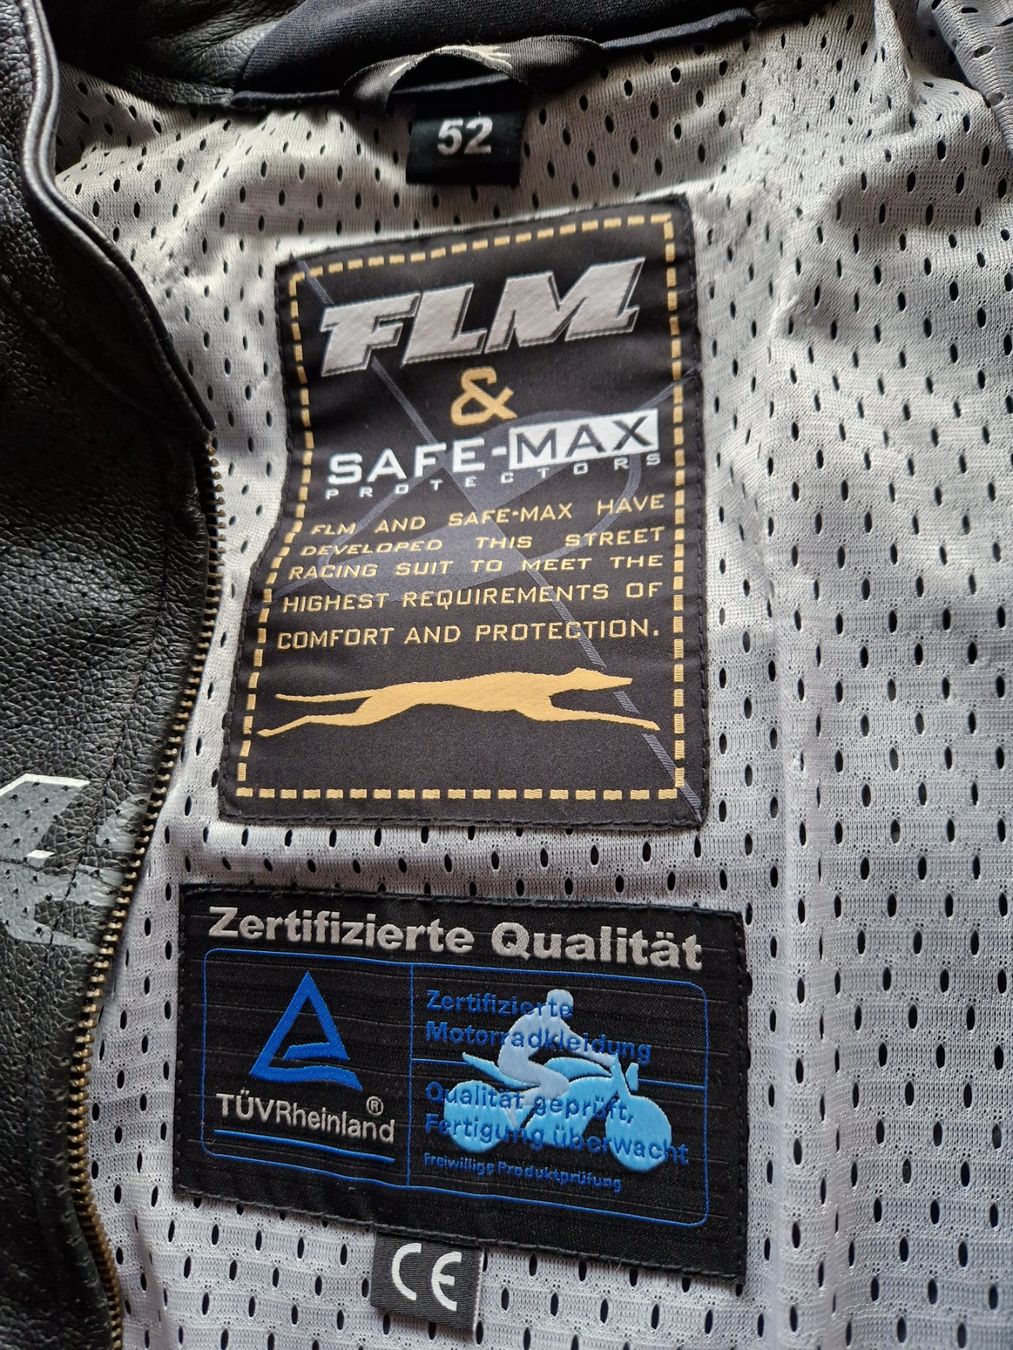 52
FLM
&
SAFE-MAX
PROTECTORS
FLM AND SAFE-MAX HAVE
DEVELOPED THIS STREET
RACING SUIT TO MEET THE
HIGHEST REQUIREMENTS OF
COMFORT AND PROTECTION.
Zertifizierte Qualität
TÜVRheinland®
Zertifizierte
Motorradkleidung
Qualität geprüft,
Fertigung überwacht
Freiwillige Produktprüfung
CE